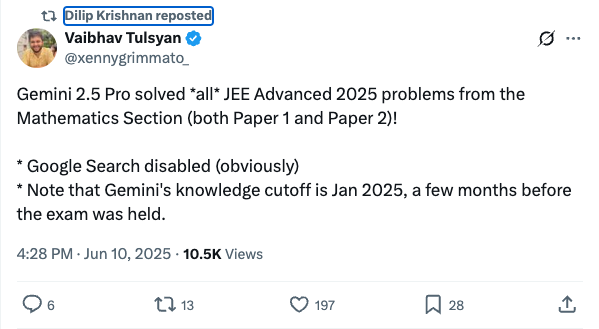 Dilip Krishnan reposted
Vaibhav Tulsyan
@xennygrimmato_
Gemini 2.5 Pro solved *all* JEE Advanced 2025 problems from the
Mathematics Section (both Paper 1 and Paper 2)!
* Google Search disabled (obviously)
* Note that Gemini's knowledge cutoff is Jan 2025, a few months before
the exam was held.
4:28 PM · Jun 10, 2025 · 10.5K Views
6 13 197 28